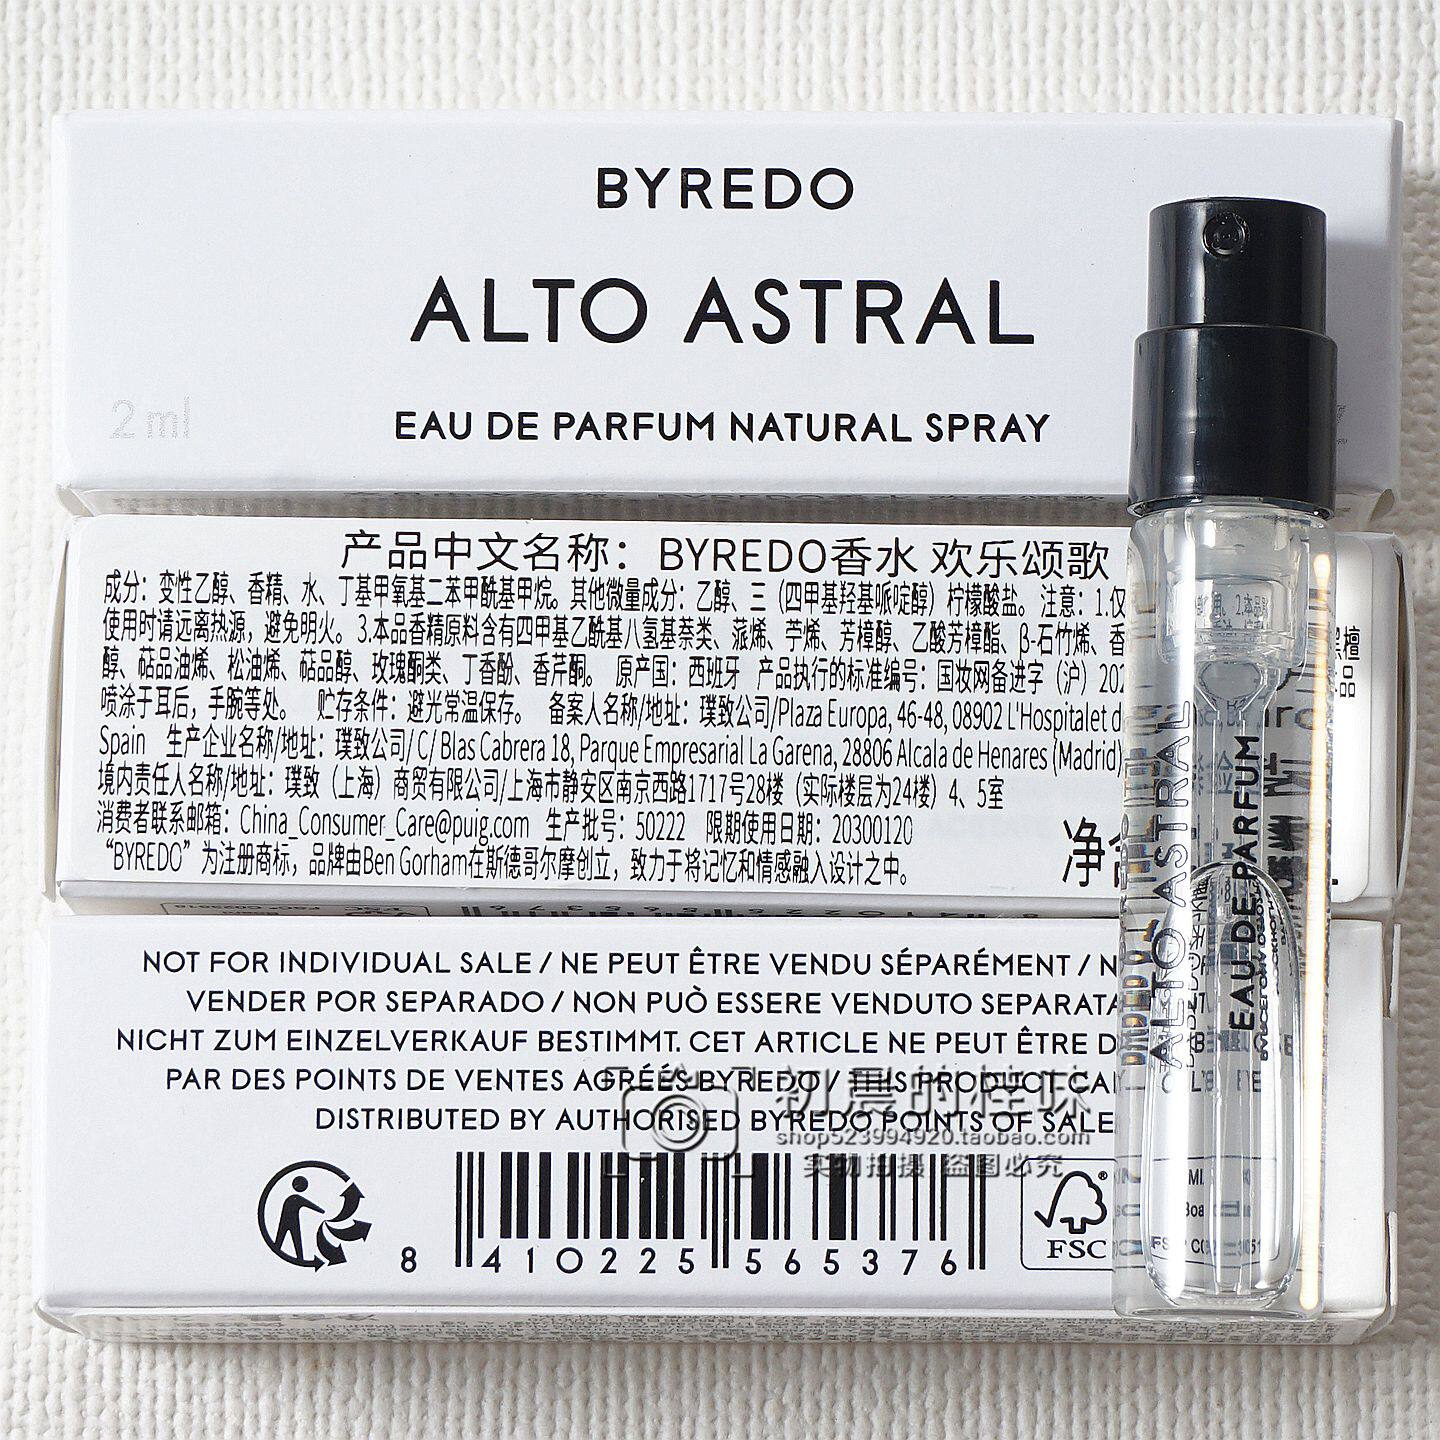 BYREDO
ALTO ASTRAL
2 ml
EAU DE PARFUM NATURAL SPRAY
产品中文名称：BYREDO香水 欢乐颂歌
成分：变性乙醇、香精、水、丁基甲氧基二苯甲酰基甲烷。其他微量成分：乙醇、三（四甲基羟基哌啶醇）柠檬酸盐。注意：1.仅
使用时请远离热源，避免明火。3.本品香精原料含有四甲基乙酰基八氢基萘类、蒎烯、苧烯、芳樟醇、乙酸芳樟酯、β-石竹烯、香
醇、萜品油烯、松油烯、萜品醇、玫瑰酮类、丁香酚、香芹酮。 原产国：西班牙 产品执行的标准编号：国妆网备进字（沪）202
喷涂于耳后，手腕等处。 贮存条件：避光常温保存。 备案人名称/地址：璞致公司/Plaza Europa, 46-48, 08902 L'Hospitalet d
Spain 生产企业名称/地址：璞致公司/ C/ Blas Cabrera 18, Parque Empresarial La Garena, 28806 Alcala de Henares (Madrid)
境内责任人名称/地址：璞致（上海）商贸有限公司/上海市静安区南京西路1717号28楼（实际楼层为24楼）4、5室
消费者联系邮箱：China_Consumer_Care@puig.com 生产批号：50222 限期使用日期：20300120
“BYREDO”为注册商标，品牌由Ben Gorham在斯德哥尔摩创立，致力于将记忆和情感融入设计之中。
净含
NOT FOR INDIVIDUAL SALE / NE PEUT ÊTRE VENDU SÉPARÉMENT / N
VENDER POR SEPARADO / NON PUÒ ESSERE VENDUTO SEPARATA
NICHT ZUM EINZELVERKAUF BESTIMMT. CET ARTICLE NE PEUT ÊTRE D
PAR DES POINTS DE VENTES AGRÉÉS BYREDO / THIS PRODUCT CAN
DISTRIBUTED BY AUTHORISED BYREDO POINTS OF SALE
初晨的桂味
shop523994920.taobao.com
实物拍摄 盗图必究
8 410225 565376
FSC
ALTO ASTRAL
EAU DE PARFUM